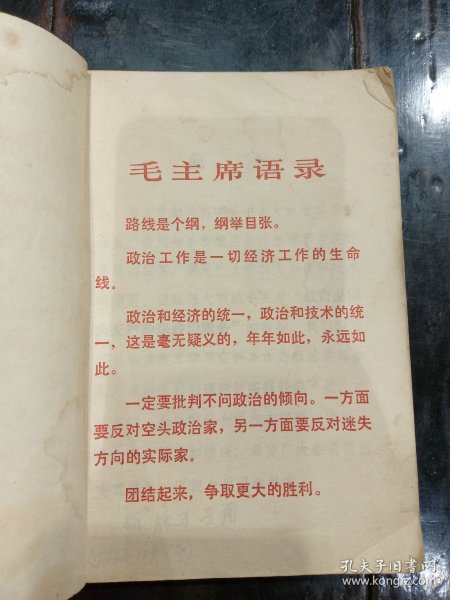 毛主席语录
路线是个纲，纲举目张。
政治工作是一切经济工作的生命
线。
政治和经济的统一，政治和技术的统
一，这是毫无疑义的，年年如此，永远如
此。
一定要批判不问政治的倾向。一方面
要反对空头政治家，另一方面要反对迷失
方向的实际家。
团结起来，争取更大的胜利。
孔夫子旧书网
www.kongfz.com